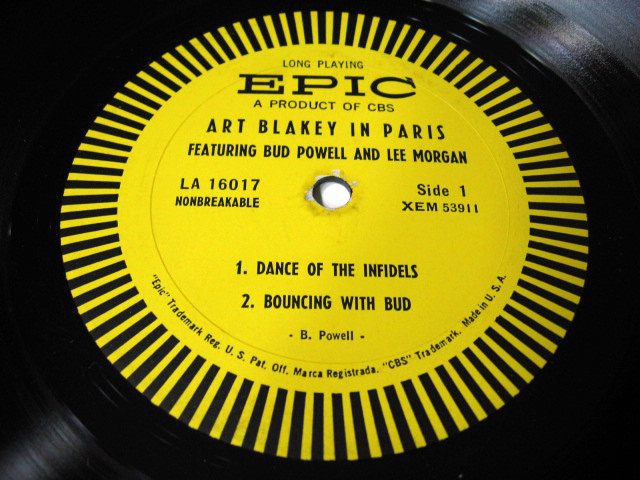 LONG PLAYING
EPIC
A PRODUCT OF CBS
ART BLAKEY IN PARIS
FEATURING BUD POWELL AND LEE MORGAN
LA 16017
NONBREAKABLE
Side 1
XEM 53911
1. DANCE OF THE INFIDELS
2. BOUNCING WITH BUD
- B. Powell -
"Epic" Trademark Reg. U. S. Pat. Off. Marca Registrada. "CBS" Trademark. Made in U. S. A.